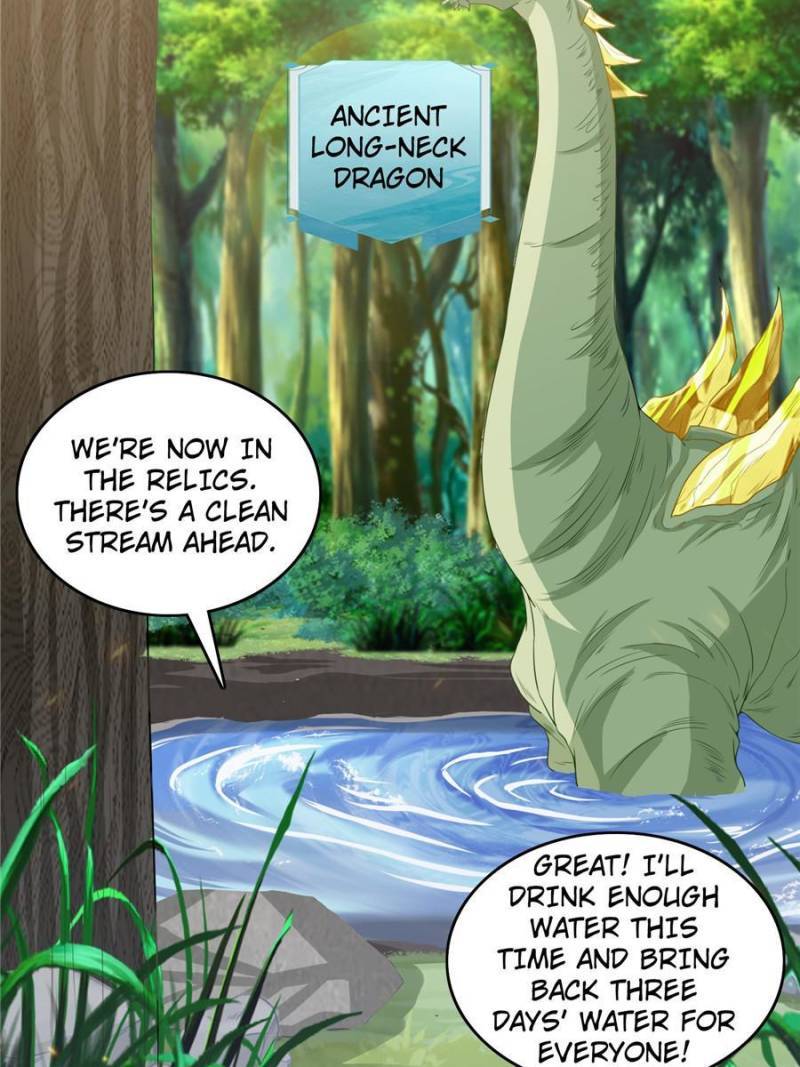 ANCIENT
LONG-NECK
DRAGON
WE'RE NOW IN
THE RELICS.
THERE'S A CLEAN
STREAM AHEAD.
GREAT! I'LL
DRINK ENOUGH
WATER THIS
TIME AND BRING
BACK THREE
DAYS' WATER FOR
EVERYONE!